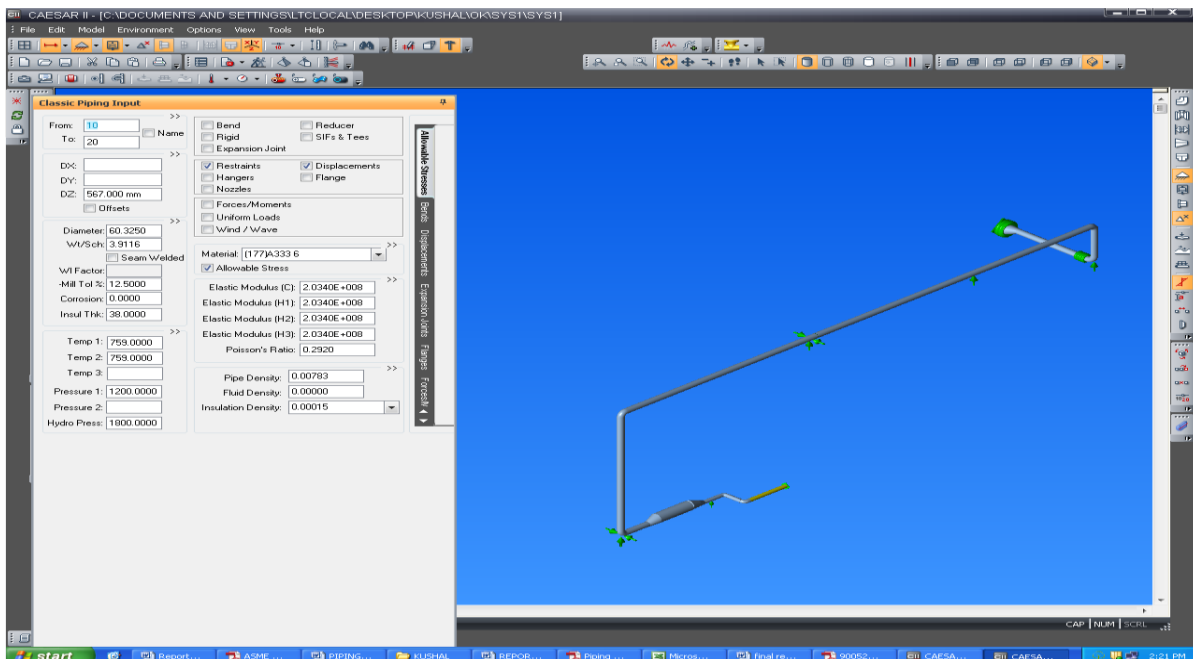 CAESAR II - [C:\DOCUMENTS AND SETTINGS\LTCLOCAL\DESKTOP\KUSHAL\OK\SYS1\SYS1]
File Edit Model Environment Options View Tools Help
Classic Piping Input
>>
From: 10
Name
To: 20
>>
DX:
DY:
DZ: 567.000 mm
Offsets
>>
Diameter: 60.3250
Wt/Sch: 3.9116
Seam Welded
WI Factor:
-Mill Tol %: 12.5000
Corrosion: 0.0000
Insul Thk: 38.0000
>>
Temp 1: 759.0000
Temp 2: 759.0000
Temp 3:
Pressure 1: 1200.0000
Pressure 2:
Hydro Press: 1800.0000
Bend Reducer
Rigid SIFs & Tees
Expansion Joint
Restraints Displacements
Hangers Flange
Nozzles
Forces/Moments
Uniform Loads
Wind / Wave
>>
Material: (177)A333 6
Allowable Stress
>>
Elastic Modulus (C): 2.0340E+008
Elastic Modulus (H1): 2.0340E+008
Elastic Modulus (H2): 2.0340E+008
Elastic Modulus (H3): 2.0340E+008
Poisson's Ratio: 0.2920
>>
Pipe Density: 0.00783
Fluid Density: 0.00000
Insulation Density: 0.00015
Allowable Stresses
Bends
Displacements
Expansion Joints
Flanges
CAP NUM SCRL
start Report... ASME ... PIPING... KUSHAL REPOR... Piping ... Micros... final re... 90052... CAESA... CAESA... 2:21 PM